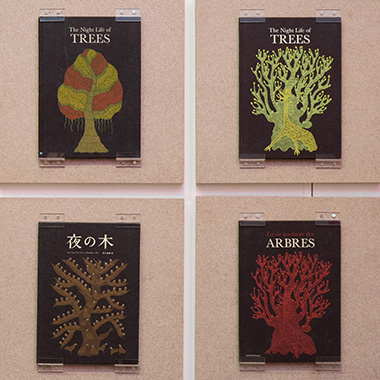 The Night Life of
TREES
The Night Life of
TREES
夜の木
La vie nocturne des
ARBRES